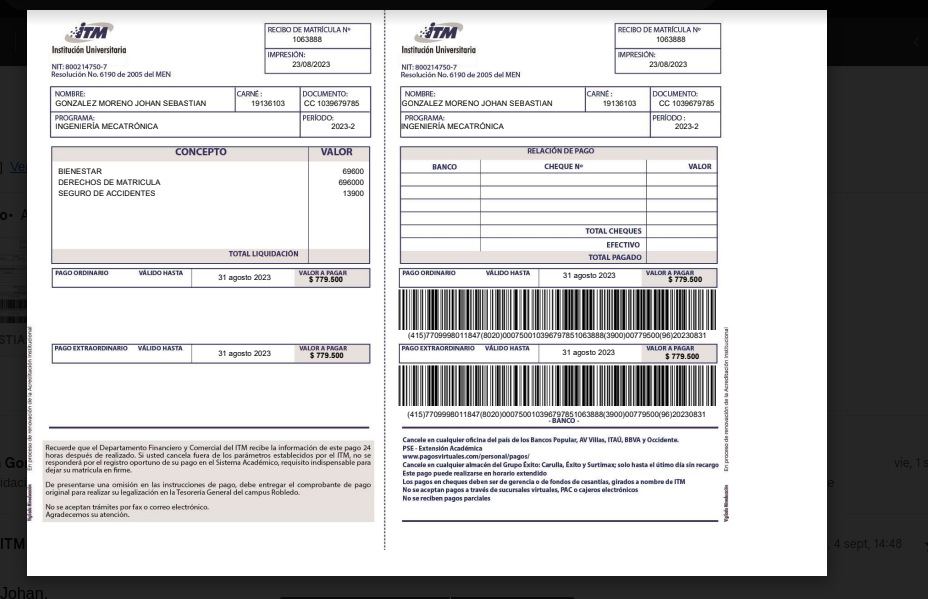 iTM
Institución Universitaria
NIT: 800214750-7
Resolución No. 6190 de 2005 del MEN
RECIBO DE MATRÍCULA Nº
1063888
IMPRESIÓN:
23/08/2023
NOMBRE:
GONZALEZ MORENO JOHAN SEBASTIAN
CARNÉ :
19136103
DOCUMENTO:
CC 1039679785
PROGRAMA:
INGENIERÍA MECATRÓNICA
PERÍODO :
2023-2
CONCEPTO VALOR
BIENESTAR 69600
DERECHOS DE MATRICULA 696000
SEGURO DE ACCIDENTES 13900
TOTAL LIQUIDACIÓN
PAGO ORDINARIO VÁLIDO HASTA 31 agosto 2023 VALOR A PAGAR
$ 779.500
PAGO EXTRAORDINARIO VÁLIDO HASTA 31 agosto 2023 VALOR A PAGAR
$ 779.500
En proceso de renovación de la Acreditación Institucional
Recuerde que el Departamento Financiero y Comercial del ITM recibe la información de este pago 24
horas después de realizado. Si usted cancela fuera de los parámetros establecidos por el ITM, no se
responderá por el registro oportuno de su pago en el Sistema Académico, requisito indispensable para
dejar su matrícula en firme.
De presentarse una omisión en las instrucciones de pago, debe entregar el comprobante de pago
original para realizar su legalización en la Tesorería General del campus Robledo.
No se aceptan trámites por fax o correo electrónico.
Agradecemos su atención.
iTM
Institución Universitaria
NIT: 800214750-7
Resolución No. 6190 de 2005 del MEN
RECIBO DE MATRÍCULA Nº
1063888
IMPRESIÓN:
23/08/2023
NOMBRE:
GONZALEZ MORENO JOHAN SEBASTIAN
CARNÉ :
19136103
DOCUMENTO:
CC 1039679785
PROGRAMA:
INGENIERÍA MECATRÓNICA
PERÍODO :
2023-2
RELACIÓN DE PAGO
BANCO CHEQUE Nº VALOR
TOTAL CHEQUES
EFECTIVO
TOTAL PAGADO
PAGO ORDINARIO VÁLIDO HASTA 31 agosto 2023 VALOR A PAGAR
$ 779.500
(415)7709998011847(8020)000750010396797851063888(3900)00779500(96)20230831
PAGO EXTRAORDINARIO VÁLIDO HASTA 31 agosto 2023 VALOR A PAGAR
$ 779.500
(415)7709998011847(8020)000750010396797851063888(3900)00779500(96)20230831
- BANCO -
Cancele en cualquier oficina del país de los Bancos Popular, AV Villas, ITAÚ, BBVA y Occidente.
PSE - Extensión Académica
www.pagosvirtuales.com/personal/pagos/
Cancele en cualquier almacén del Grupo Éxito: Carulla, Éxito y Surtimax; solo hasta el útimo día sin recargo
Este pago puede realizarse en horario extendido
Los pagos en cheques deben ser de gerencia o de fondos de cesantías, girados a nombre de ITM
No se aceptan pagos a través de sucursales virtuales, PAC o cajeros electrónicos
No se reciben pagos parciales
En proceso de renovación de la Acreditación Institucional
vie, 1 s
ITM
4 sept, 14:48
Johan.